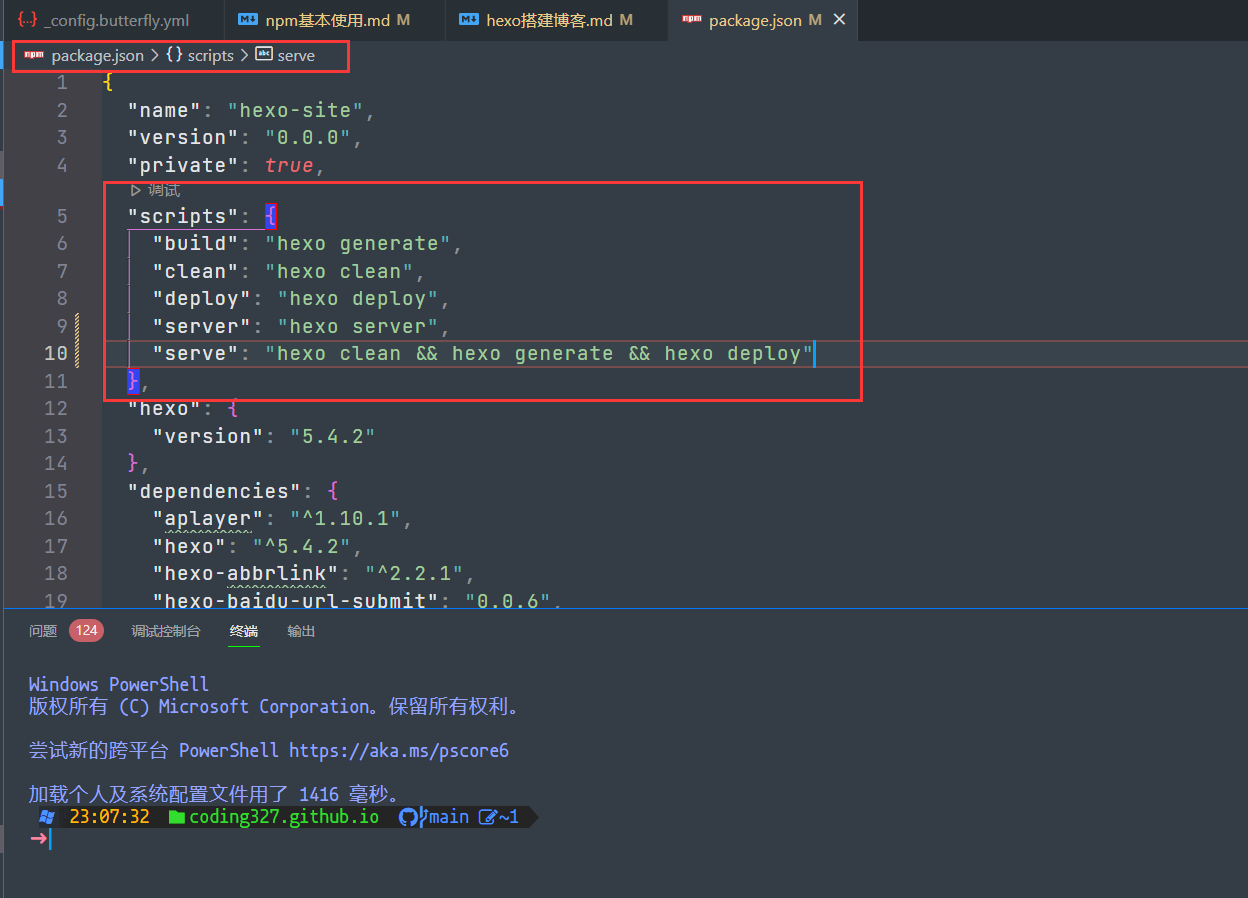 _config.butterfly.yml npm基本使用.md M hexo搭建博客.md M npm package.json M
npm package.json > {} scripts > abc serve
1 {
2 "name": "hexo-site",
3 "version": "0.0.0",
4 "private": true,
调试
5 "scripts": {
6 "build": "hexo generate",
7 "clean": "hexo clean",
8 "deploy": "hexo deploy",
9 "server": "hexo server",
10 "serve": "hexo clean && hexo generate && hexo deploy"
11 },
12 "hexo": {
13 "version": "5.4.2"
14 },
15 "dependencies": {
16 "aplayer": "^1.10.1",
17 "hexo": "^5.4.2",
18 "hexo-abbrlink": "^2.2.1",
19 "hexo-baidu-url-submit": "0.0.6",
问题 124 调试控制台 终端 输出
Windows PowerShell
版权所有 (C) Microsoft Corporation。保留所有权利。
尝试新的跨平台 PowerShell https://aka.ms/pscore6
加载个人及系统配置文件用了 1416 毫秒。
23:07:32 coding327.github.io main ~1
→